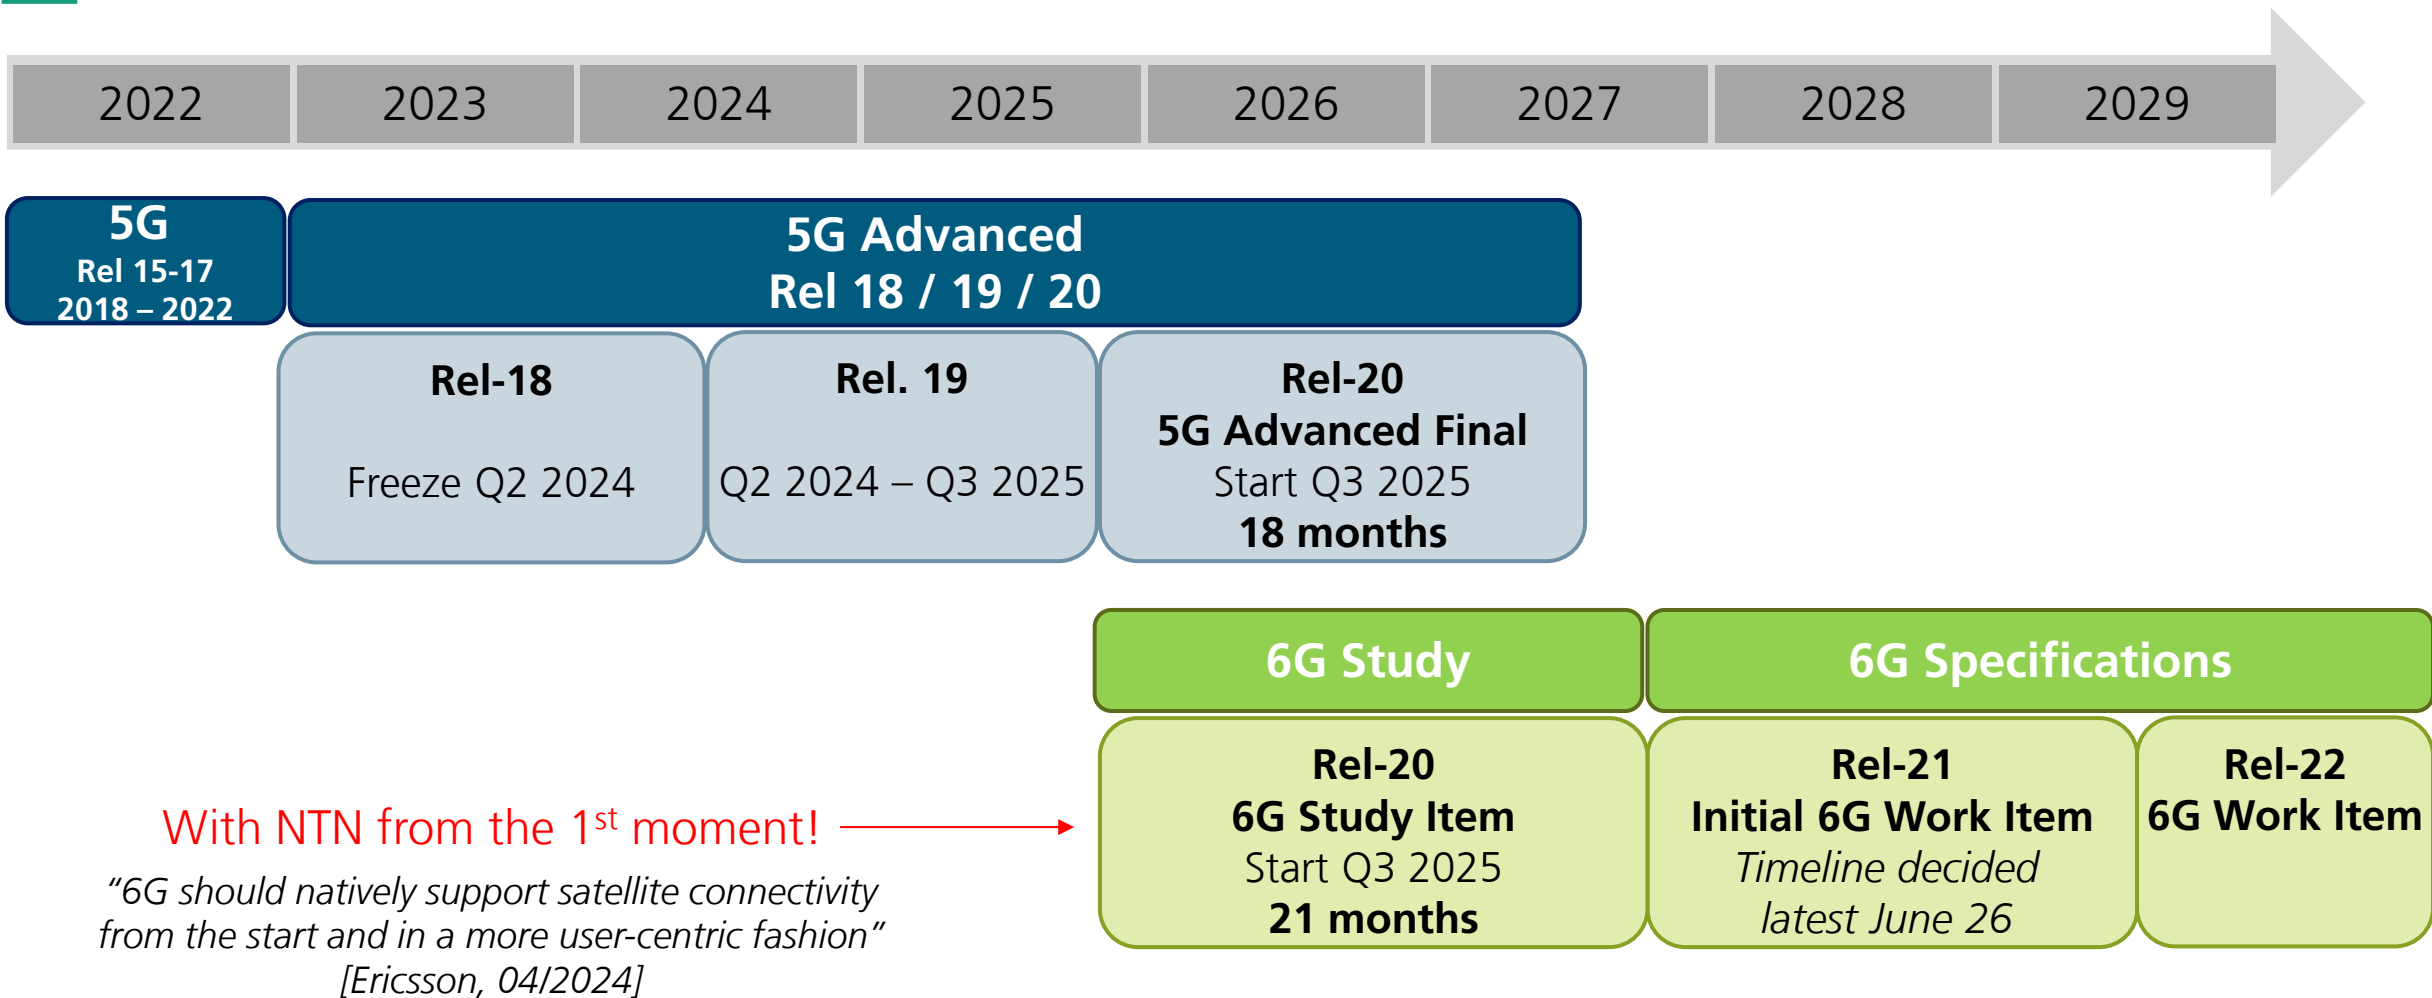 2022
2023
2024
2025
2026
2027
2028
2029
5G
Rel 15-17
2018 – 2022
5G Advanced
Rel 18 / 19 / 20
Rel-18
Freeze Q2 2024
Rel. 19
Q2 2024 – Q3 2025
Rel-20
5G Advanced Final
Start Q3 2025
18 months
6G Study
6G Specifications
Rel-20
6G Study Item
Start Q3 2025
21 months
Rel-21
Initial 6G Work Item
Timeline decided
latest June 26
Rel-22
6G Work Item
With NTN from the 1st moment!
“6G should natively support satellite connectivity
from the start and in a more user-centric fashion”
[Ericsson, 04/2024]